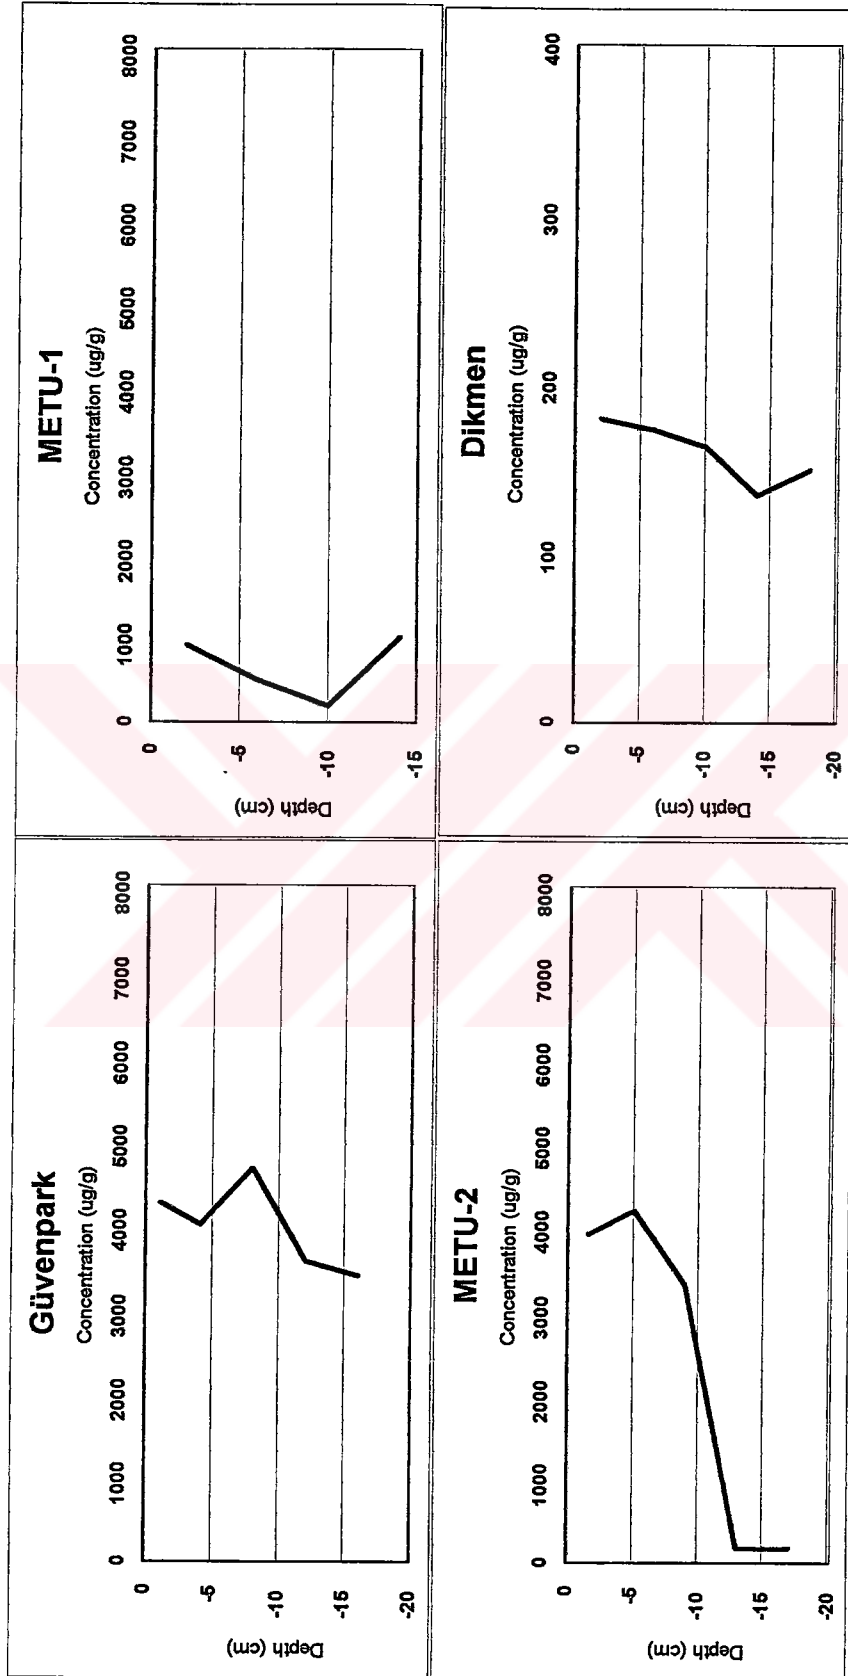 Güvenpark
Concentration (ug/g)
0 1000 2000 3000 4000 5000 6000 7000 8000
0
-5
-10
-15
-20
Depth (cm)
METU-1
Concentration (ug/g)
0 1000 2000 3000 4000 5000 6000 7000 8000
0
-5
-10
-15
Depth (cm)
METU-2
Concentration (ug/g)
0 1000 2000 3000 4000 5000 6000 7000 8000
0
-5
-10
-15
-20
Depth (cm)
Dikmen
Concentration (ug/g)
0 100 200 300 400
0
-5
-10
-15
-20
Depth (cm)